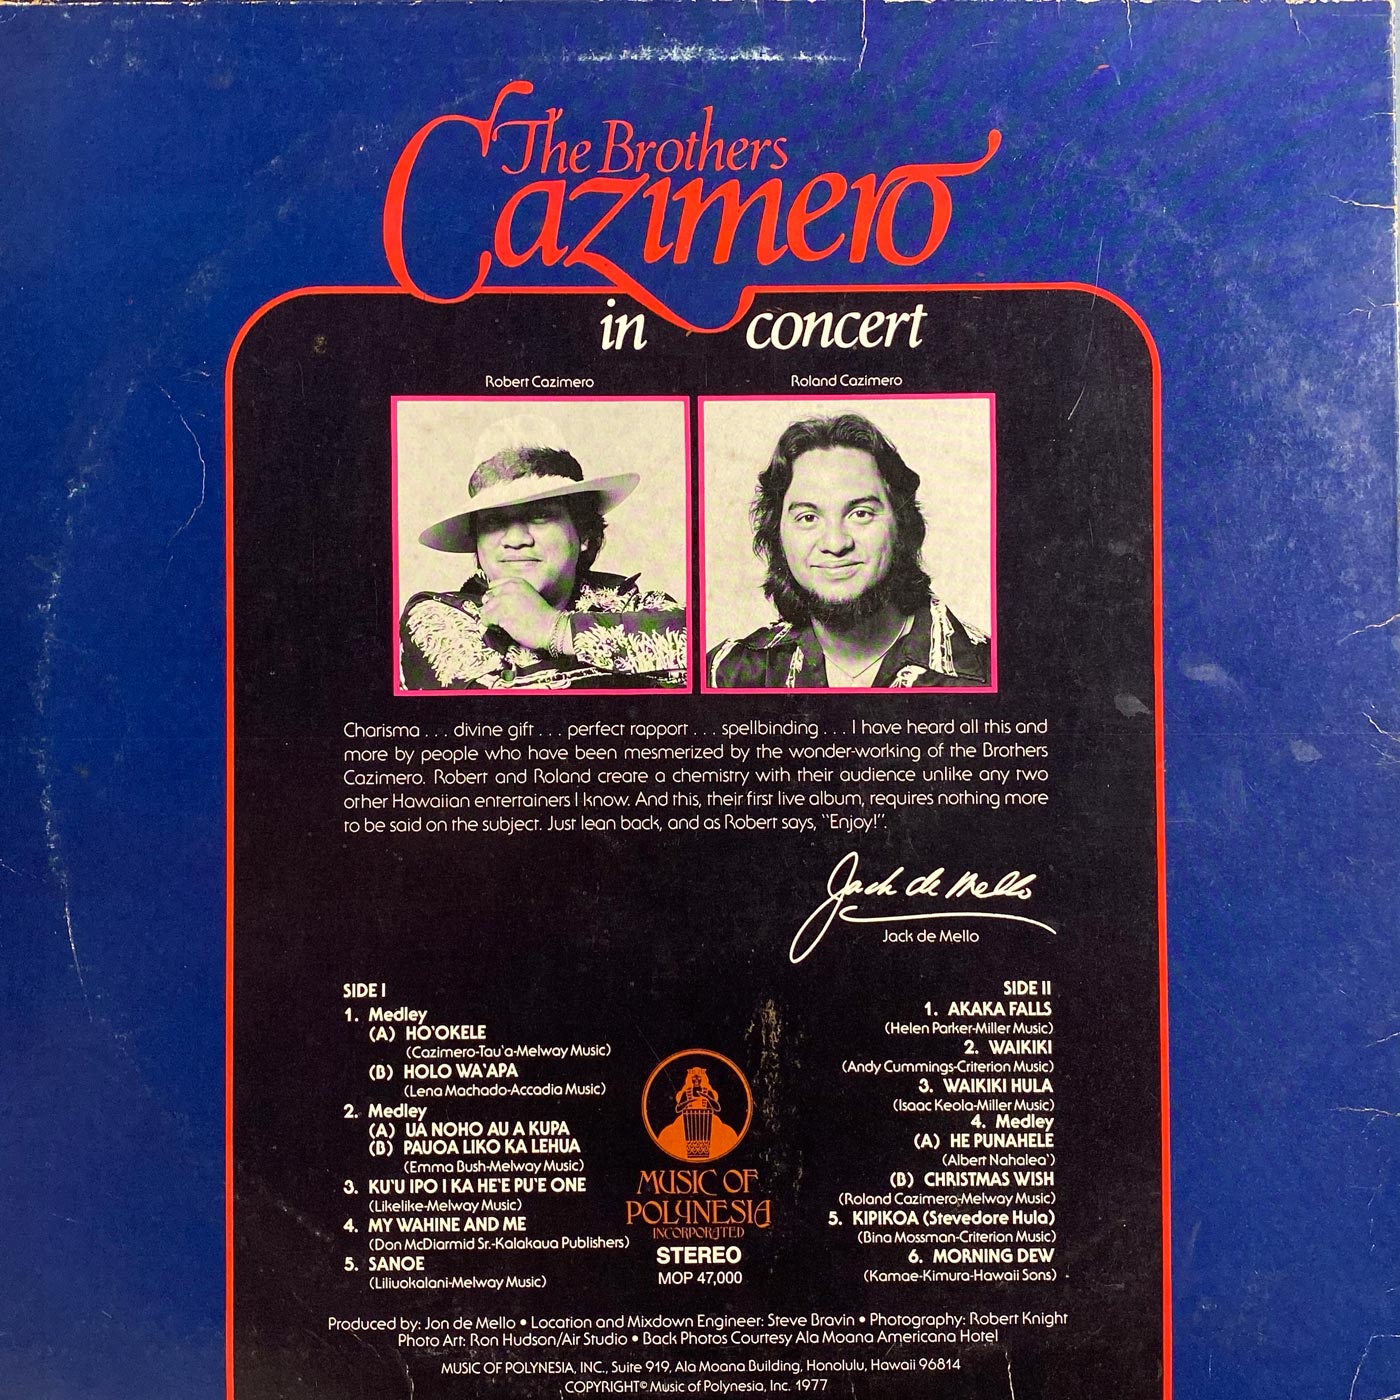 The Brothers
Cazimero
in concert
Robert Cazimero
Roland Cazimero
Charisma . . . divine gift . . . perfect rapport . . . spellbinding . . . I have heard all this and
more by people who have been mesmerized by the wonder-working of the Brothers
Cazimero. Robert and Roland create a chemistry with their audience unlike any two
other Hawaiian entertainers I know. And this, their first live album, requires nothing more
to be said on the subject. Just lean back, and as Robert says, "Enjoy!".
Jack de Mello
Jack de Mello
SIDE I
1. Medley
(A) HO'OKELE
(Cazimero-Tau'a-Melway Music)
(B) HOLO WA'APA
(Lena Machado-Accadia Music)
2. Medley
(A) UA NOHO AU A KUPA
(B) PAUOA LIKO KA LEHUA
(Emma Bush-Melway Music)
3. KU'U IPO I KA HE'E PU'E ONE
(Likelike-Melway Music)
4. MY WAHINE AND ME
(Don McDiarmid Sr.-Kalakaua Publishers)
5. SANOE
(Liliuokalani-Melway Music)
MUSIC OF
POLYNESIA
INCORPORATED
STEREO
MOP 47,000
SIDE II
1. AKAKA FALLS
(Helen Parker-Miller Music)
2. WAIKIKI
(Andy Cummings-Criterion Music)
3. WAIKIKI HULA
(Isaac Keola-Miller Music)
4. Medley
(A) HE PUNAHELE
(Albert Nahalea')
(B) CHRISTMAS WISH
(Roland Cazimero-Melway Music)
5. KIPIKOA (Stevedore Hula)
(Bina Mossman-Criterion Music)
6. MORNING DEW
(Kamae-Kimura-Hawaii Sons)
Produced by: Jon de Mello • Location and Mixdown Engineer: Steve Bravin • Photography: Robert Knight
Photo Art: Ron Hudson/Air Studio • Back Photos Courtesy Ala Moana Americana Hotel
MUSIC OF POLYNESIA, INC., Suite 919, Ala Moana Building, Honolulu, Hawaii 96814
COPYRIGHT© Music of Polynesia, Inc. 1977